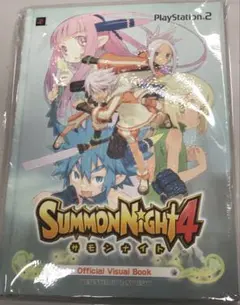 PlayStation.2
SUMMON NIGHT 4
サモンナイト
Official Visual Book